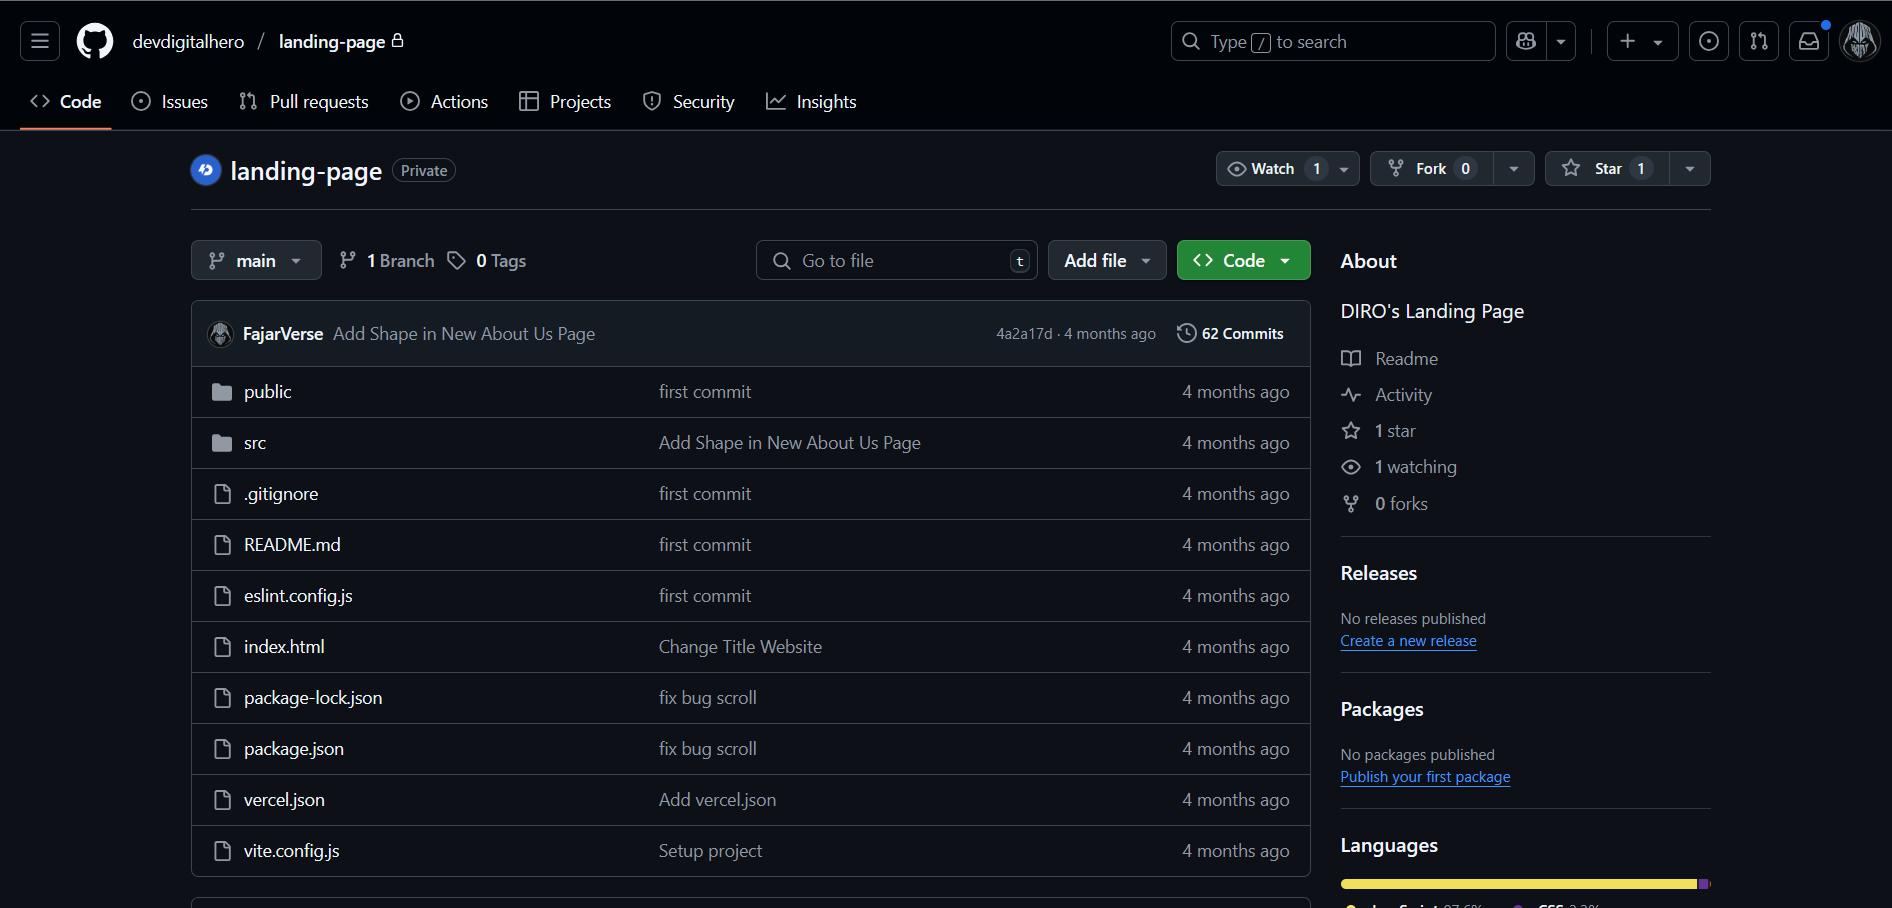 devdigitalhero / landing-page
Type / to search
Code Issues Pull requests Actions Projects Security Insights
landing-page Private
Watch 1 Fork 0 Star 1
main 1 Branch 0 Tags Go to file t Add file Code
FajarVerse Add Shape in New About Us Page 4a2a17d · 4 months ago 62 Commits
public first commit 4 months ago
src Add Shape in New About Us Page 4 months ago
.gitignore first commit 4 months ago
README.md first commit 4 months ago
eslint.config.js first commit 4 months ago
index.html Change Title Website 4 months ago
package-lock.json fix bug scroll 4 months ago
package.json fix bug scroll 4 months ago
vercel.json Add vercel.json 4 months ago
vite.config.js Setup project 4 months ago
About
DIRO's Landing Page
Readme
Activity
1 star
1 watching
0 forks
Releases
No releases published
Create a new release
Packages
No packages published
Publish your first package
Languages